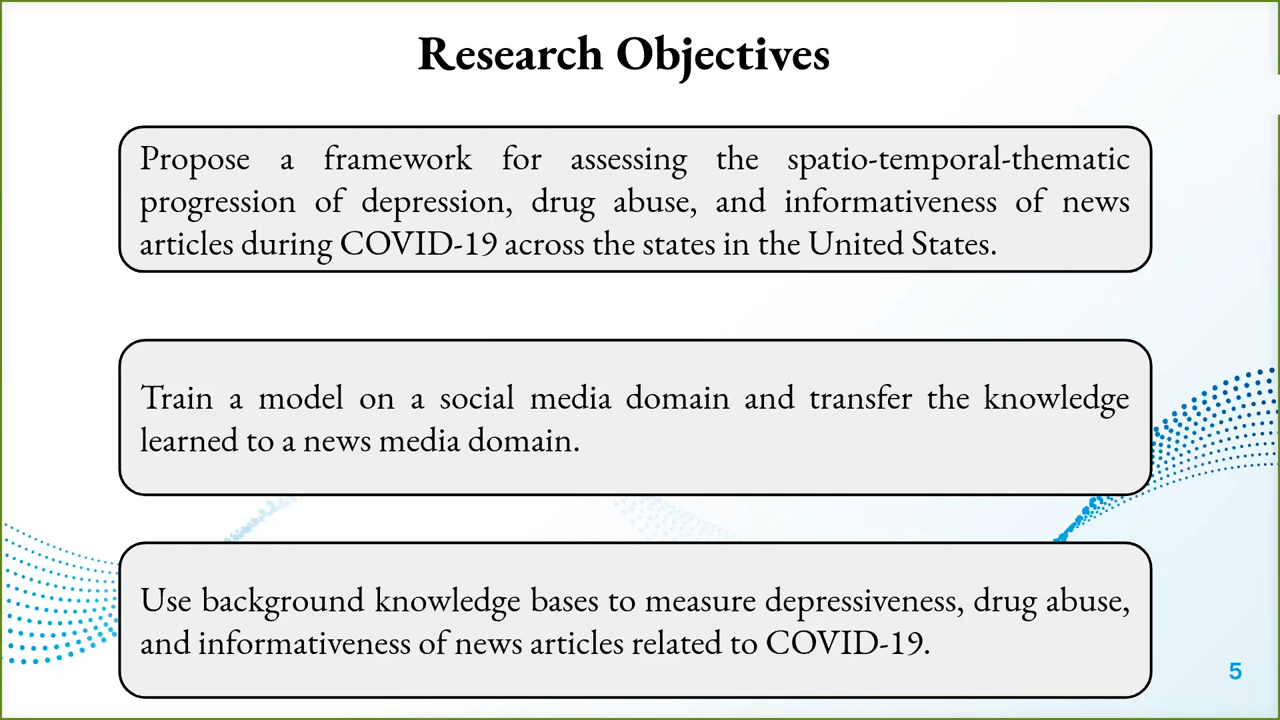 Research Objectives
Propose a framework for assessing the spatio-temporal-thematic
progression of depression, drug abuse, and informativeness of news
articles during COVID-19 across the states in the United States.
Train a model on a social media domain and transfer the knowledge
learned to a news media domain.
Use background knowledge bases to measure depressiveness, drug abuse,
and informativeness of news articles related to COVID-19.
5